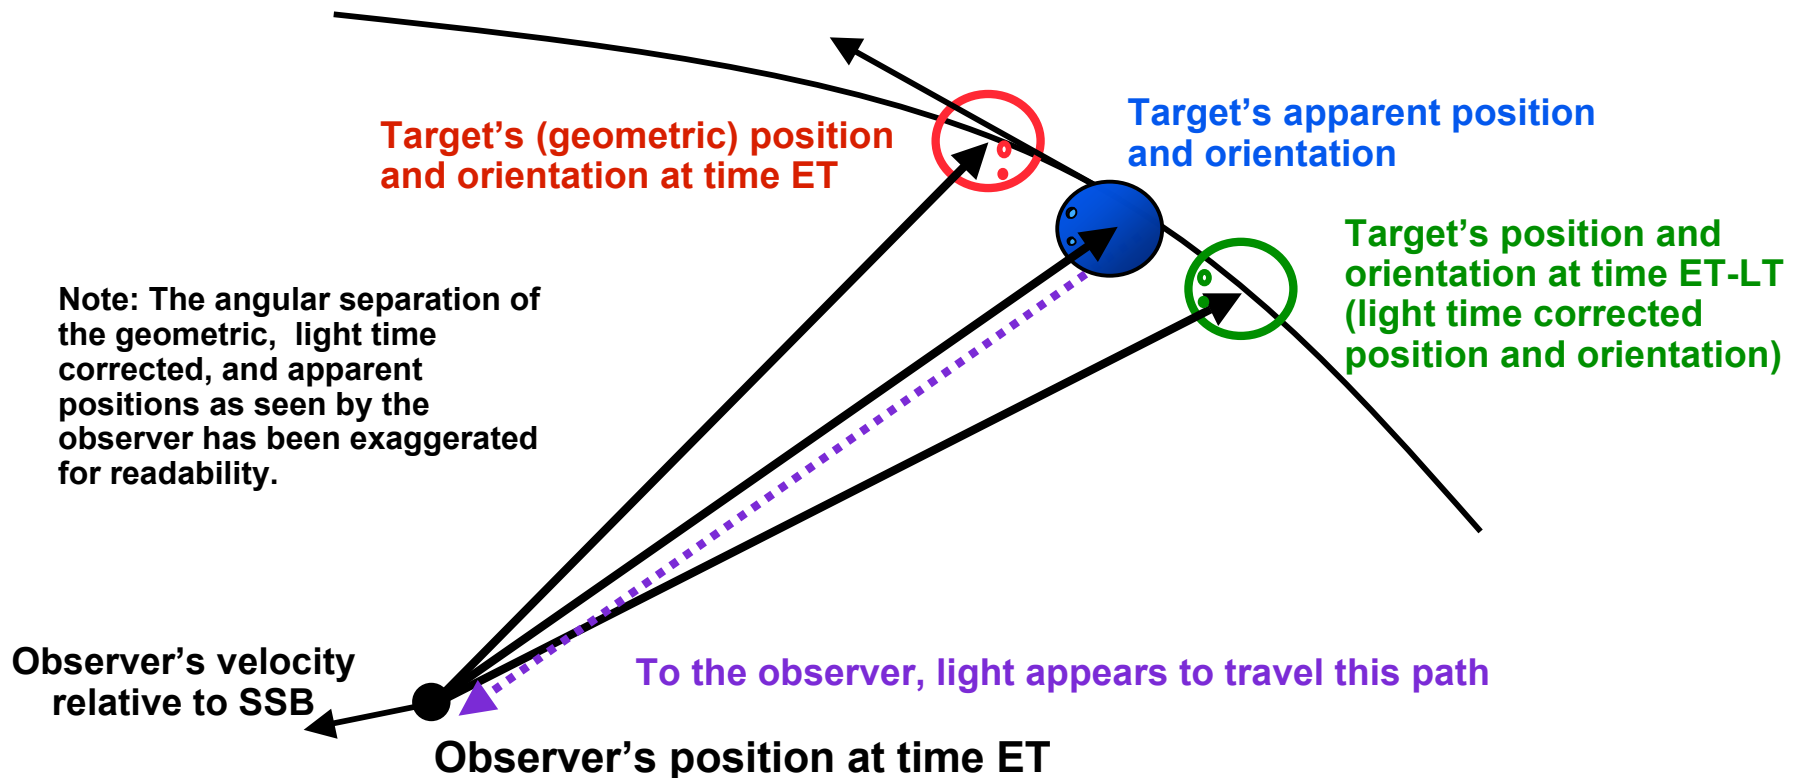 Target’s (geometric) position
and orientation at time ET
Target’s apparent position
and orientation
Target’s position and
orientation at time ET-LT
(light time corrected
position and orientation)
Note: The angular separation of
the geometric,  light time
corrected, and apparent
positions as seen by the
observer has been exaggerated
for readability.
Observer’s velocity
relative to SSB
To the observer, light appears to travel this path
Observer’s position at time ET